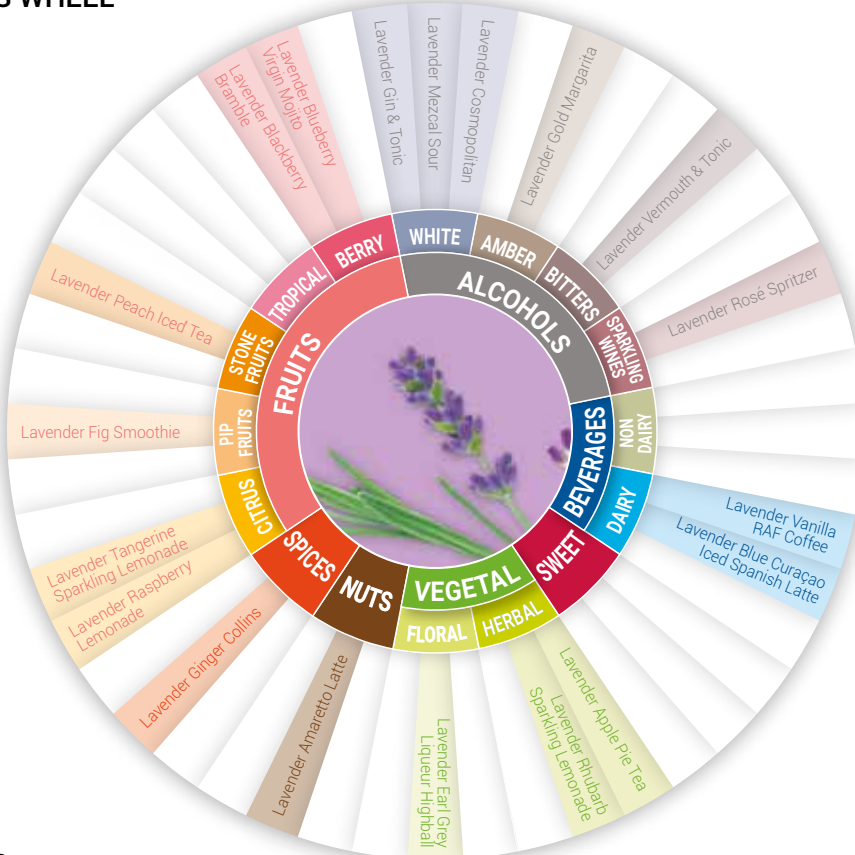 WHEEL
Lavender Gin & Tonic
Lavender Mezcal Sour
Lavender Cosmopolitan
Lavender Gold Margarita
Lavender Vermouth & Tonic
Lavender Rosé Spritzer
Lavender Vanilla
RAF Coffee
Lavender Blue Curaçao
Iced Spanish Latte
Lavender Apple Pie Tea
Lavender Rhubarb
Sparkling Lemonade
Lavender Earl Grey
Liqueur Highball
Lavender Amaretto Latte
Lavender Ginger Collins
Lavender Raspberry
Lemonade
Lavender Tangerine
Sparkling Lemonade
Lavender Fig Smoothie
Lavender Peach Iced Tea
Lavender Blackberry
Bramble
Lavender Blueberry
Virgin Mojito
WHITE
AMBER
BITTERS
SPARKLING
WINES
NON
DAIRY
DAIRY
SWEET
HERBAL
FLORAL
NUTS
SPICES
CITRUS
PIP
FRUITS
STONE
FRUITS
TROPICAL
BERRY
ALCOHOLS
BEVERAGES
VEGETAL
FRUITS